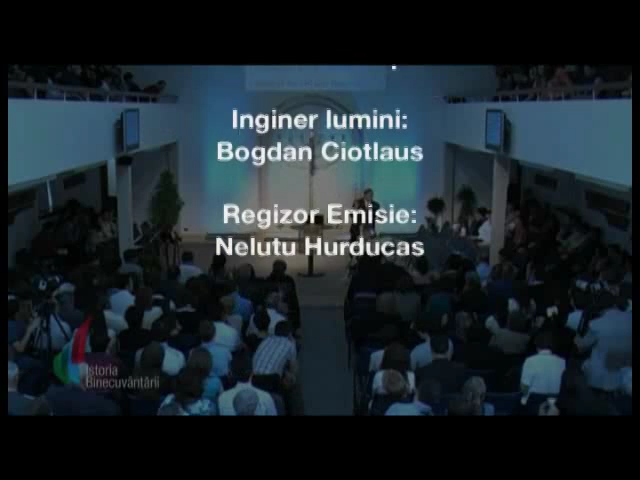 Inginer lumini:
Bogdan Ciotlaus
Regizor Emisie:
Nelutu Hurducas
Istoria
Binecuvântării